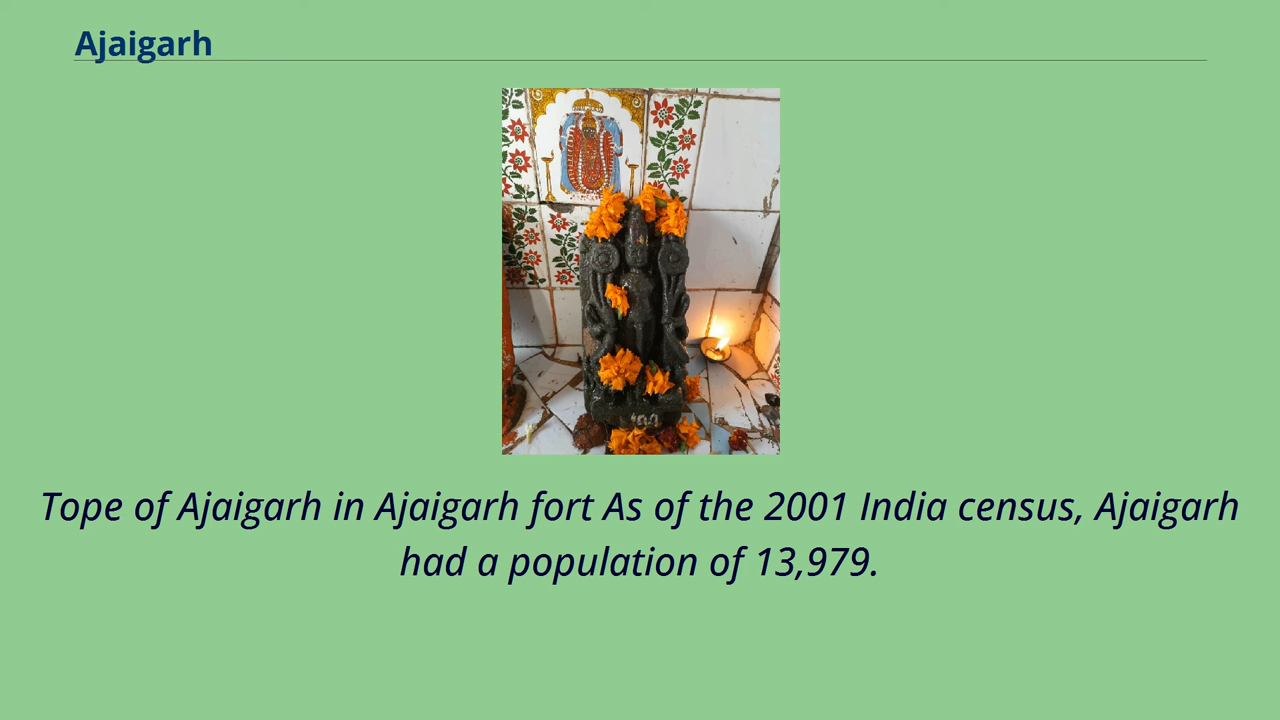 Ajaigarh
Tope of Ajaigarh in Ajaigarh fort As of the 2001 India census, Ajaigarh
had a population of 13,979.